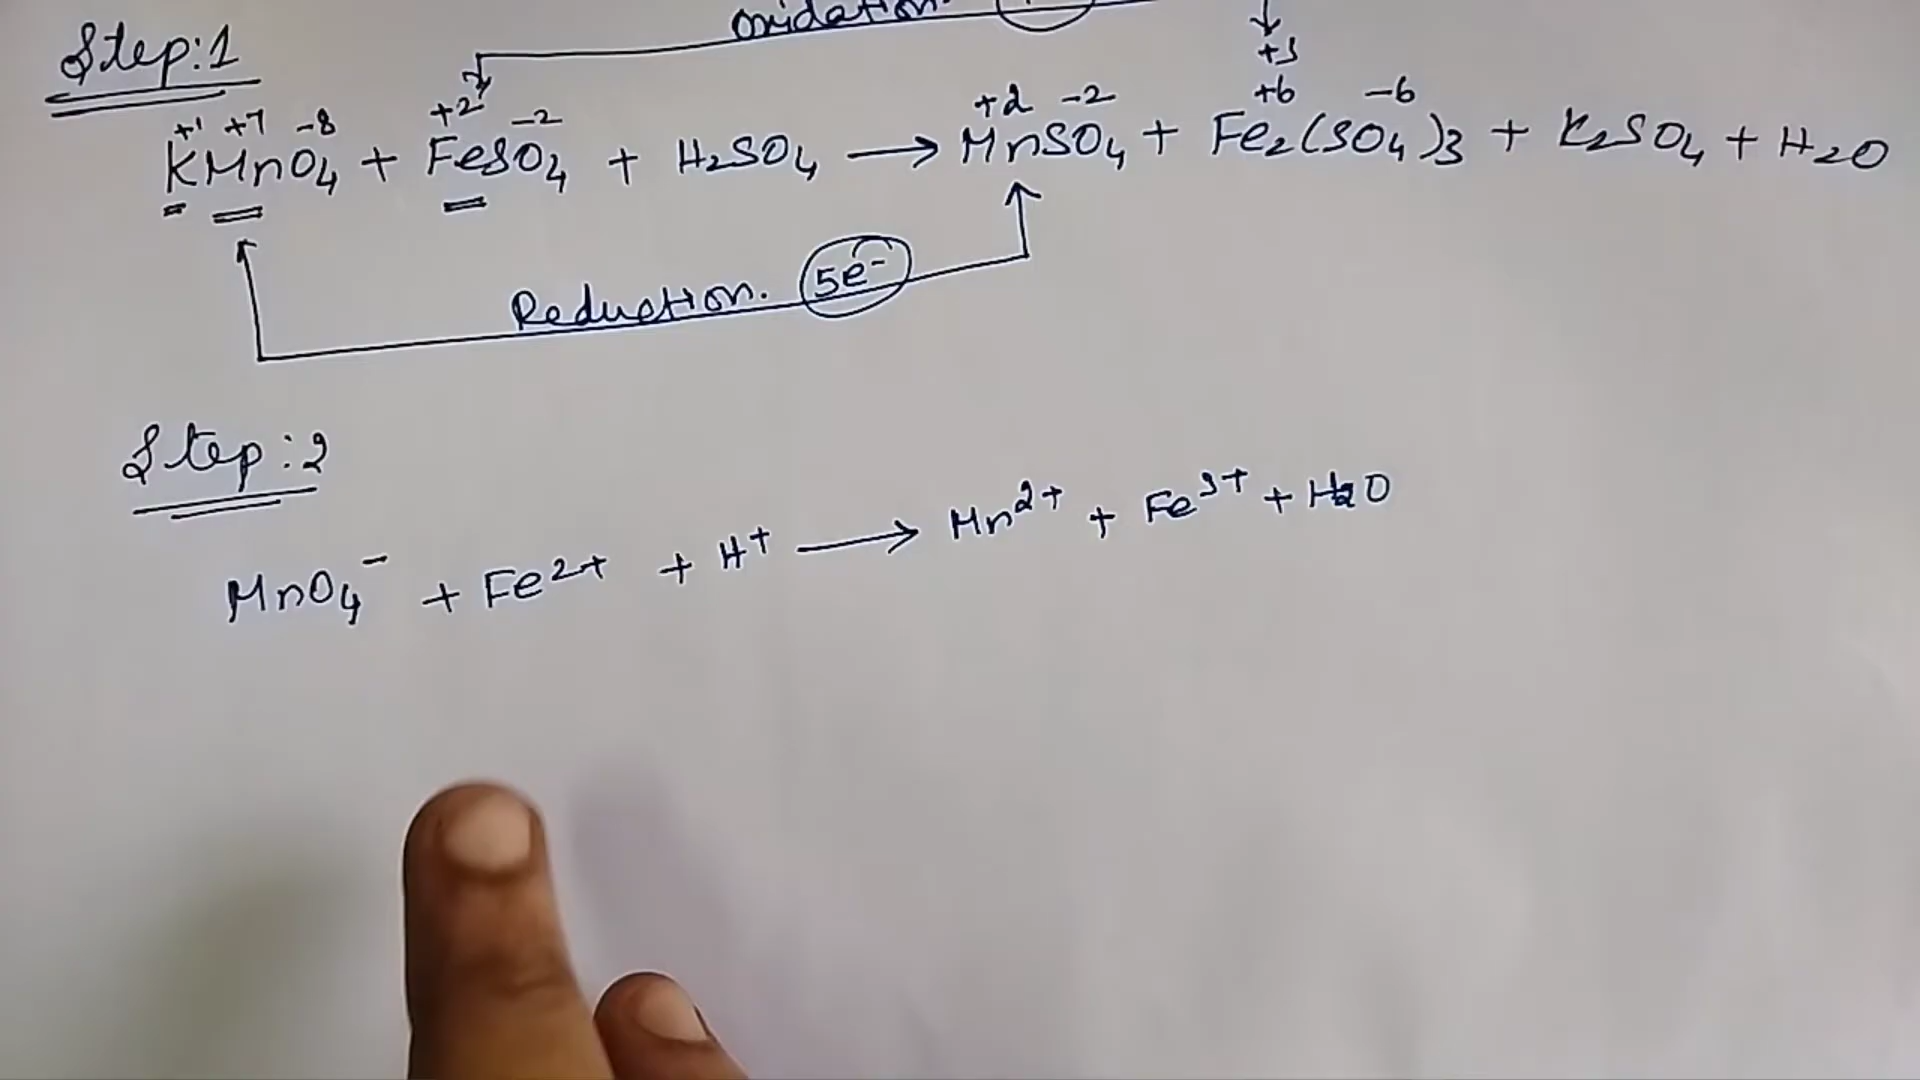 oxidation.
Step:1
+3
+1 +7 -8 +2 -2 +2 -2 +6 -6
KMnO4 + FeSO4 + H2SO4 → MnSO4 + Fe2(SO4)3 + K2SO4 + H2O
Reduction. 5e-
Step:2
MnO4- + Fe2+ + H+ → Mn2+ + Fe3+ + H2O